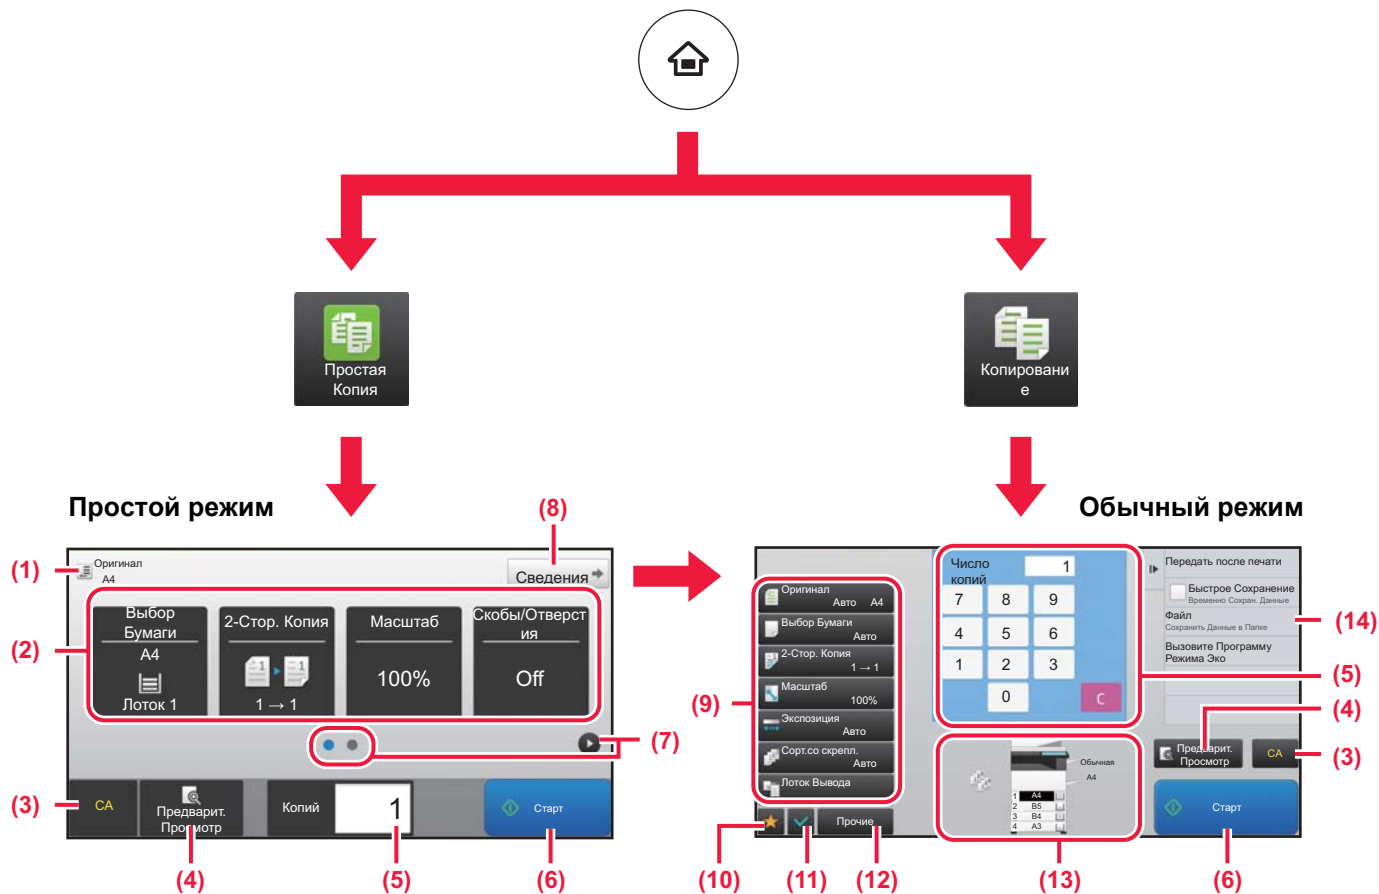 Простая
Копия
Копировани
е
Простой режим
Обычный режим
(8)
(1)
Оригинал
A4
Сведения
(2)
Выбор
Бумаги
A4
Лоток 1
2-Стор. Копия
1
1
1 → 1
Масштаб
100%
Скобы/Отверст
ия
Off
(7)
(3)
CA
Предварит.
Просмотр
Копий
1
Старт
(4)
(5)
(6)
(9)
Оригинал
Авто A4
Выбор Бумаги
Авто
2-Стор. Копия
1 → 1
Масштаб
100%
Экспозиция
Авто
Сорт.со скрепл.
Авто
Лоток Вывода
Прочие
(10)
(11)
(12)
Число
копий
1
7 8 9
4 5 6
1 2 3
0
C
Обычная
A4
1 A4
2 B5
3 B4
4 A3
(13)
Передать после печати
Быстрое Сохранение
Временно Сохран. Данные
Файл
Сохранить Данные в Папке
Вызовите Программу
Режима Эко
(14)
(5)
(4)
Предварит.
Просмотр
CA
(3)
Старт
(6)